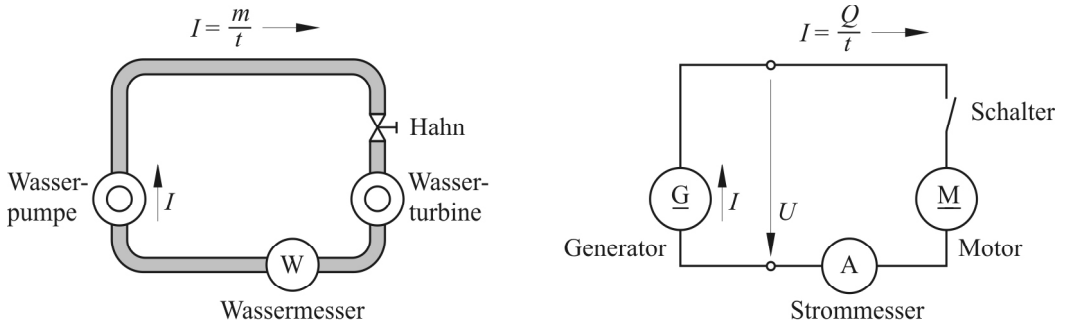 I = m/t
Hahn
Wasser-
pumpe
I
Wasser-
turbine
W
Wassermesser
I = Q/t
Schalter
G
I
U
M
Generator
Motor
A
Strommesser